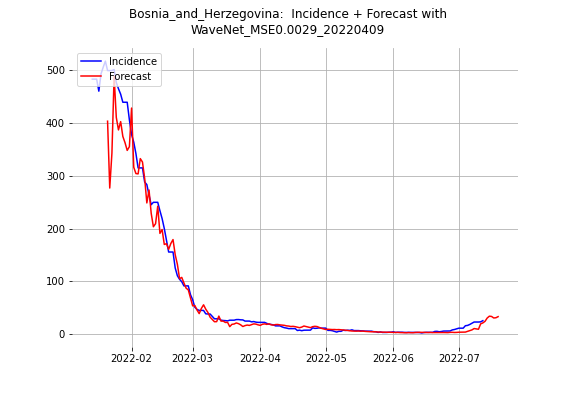 Bosnia_and_Herzegovina:  Incidence + Forecast with
WaveNet_MSE0.0029_20220409
Incidence
Forecast
500
400
300
200
100
0
2022-02 2022-03 2022-04 2022-05 2022-06 2022-07